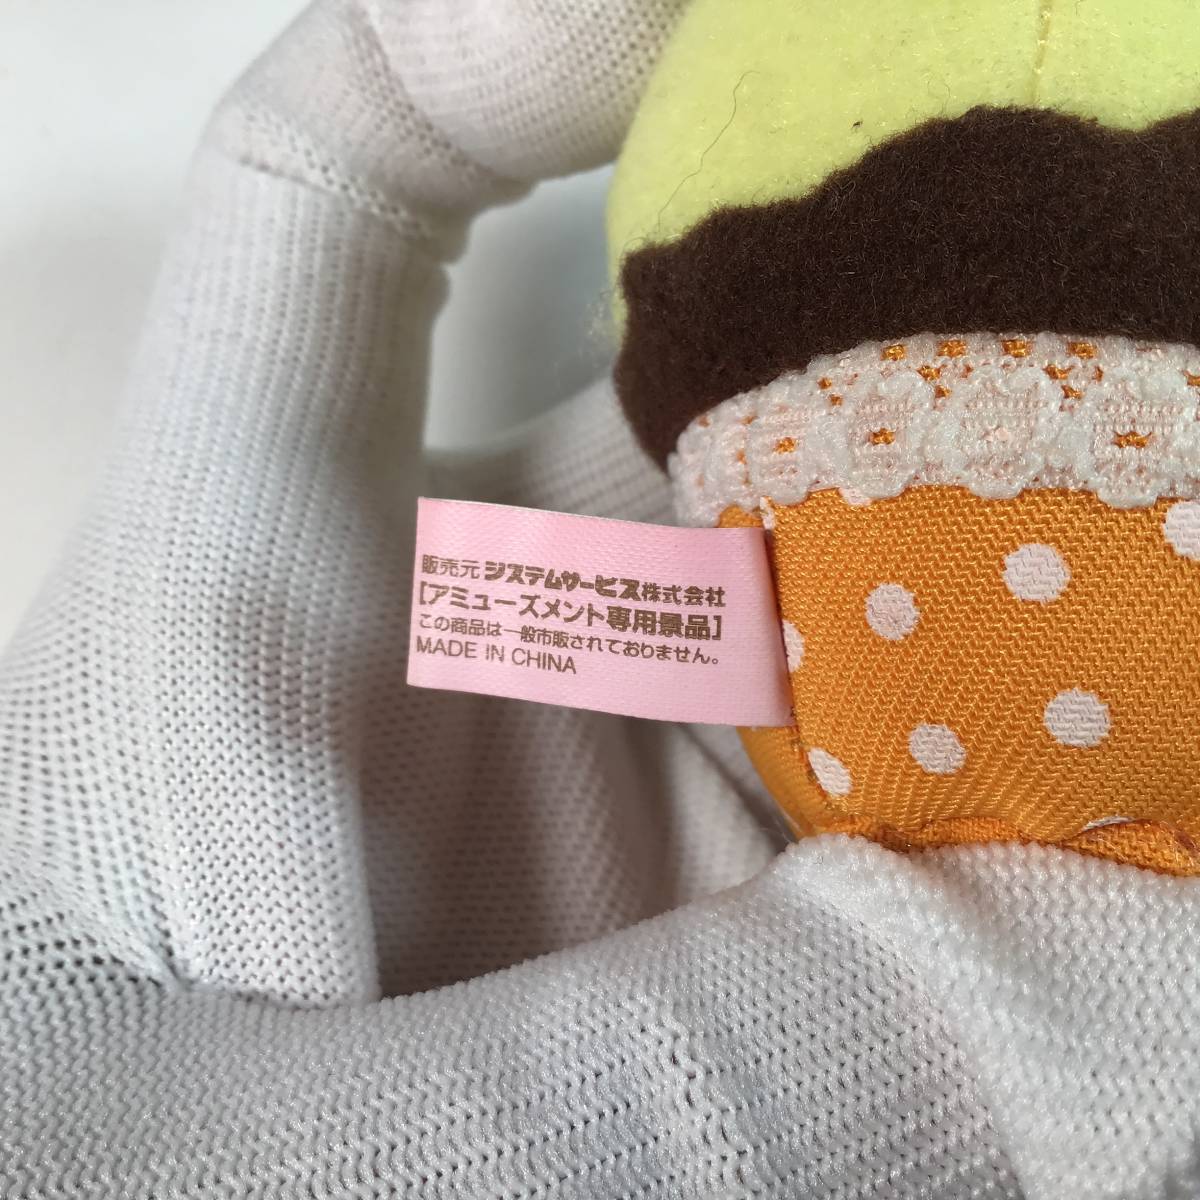 販売元 システムサービス株式会社
[アミューズメント専用景品]
この商品は一般市販されておりません。
MADE IN CHINA